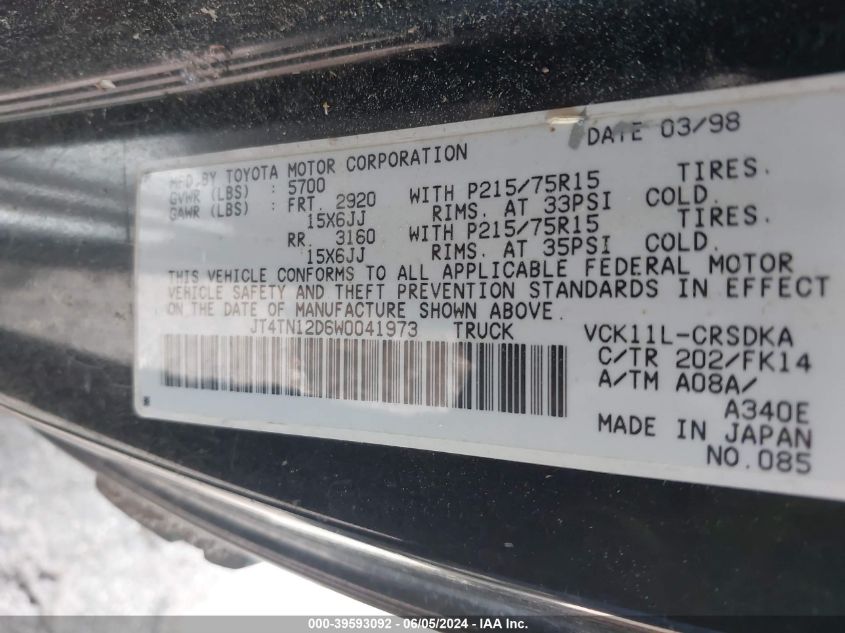 DATE 03/98
MFD.BY TOYOTA MOTOR CORPORATION
GVWR (LBS) : 5700
GAWR (LBS) : FRT. 2920 WITH P215/75R15 TIRES.
15X6JJ RIMS. AT 33PSI COLD.
RR. 3160 WITH P215/75R15 TIRES.
15X6JJ RIMS. AT 35PSI COLD.
THIS VEHICLE CONFORMS TO ALL APPLICABLE FEDERAL MOTOR
VEHICLE SAFETY AND THEFT PREVENTION STANDARDS IN EFFECT
ON THE DATE OF MANUFACTURE SHOWN ABOVE.
JT4TN12D6W0041973 TRUCK VCK11L-CRSDKA
C/TR 202/FK14
A/TM A08A/
A340E
MADE IN JAPAN
NO.085
000-39593092 - 06/05/2024 - IAA Inc.